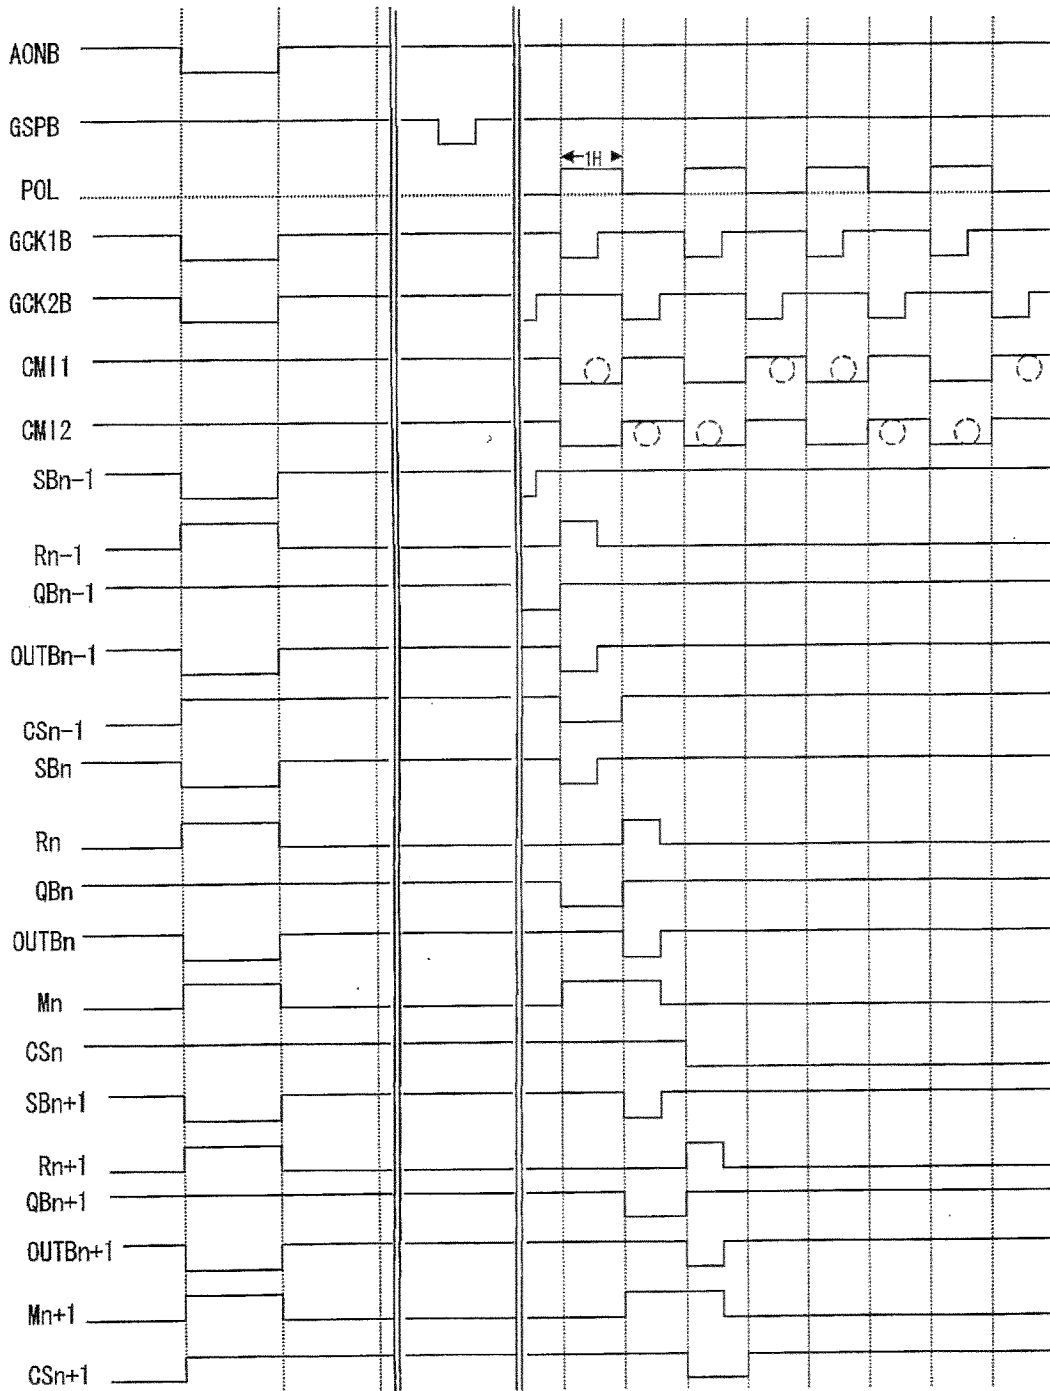 AONB
GSPB
1H
POL
GCK1B
GCK2B
CMI1
CMI2
SBn-1
Rn-1
QBn-1
OUTBn-1
CSn-1
SBn
Rn
QBn
OUTBn
Mn
CSn
SBn+1
Rn+1
QBn+1
OUTBn+1
Mn+1
CSn+1